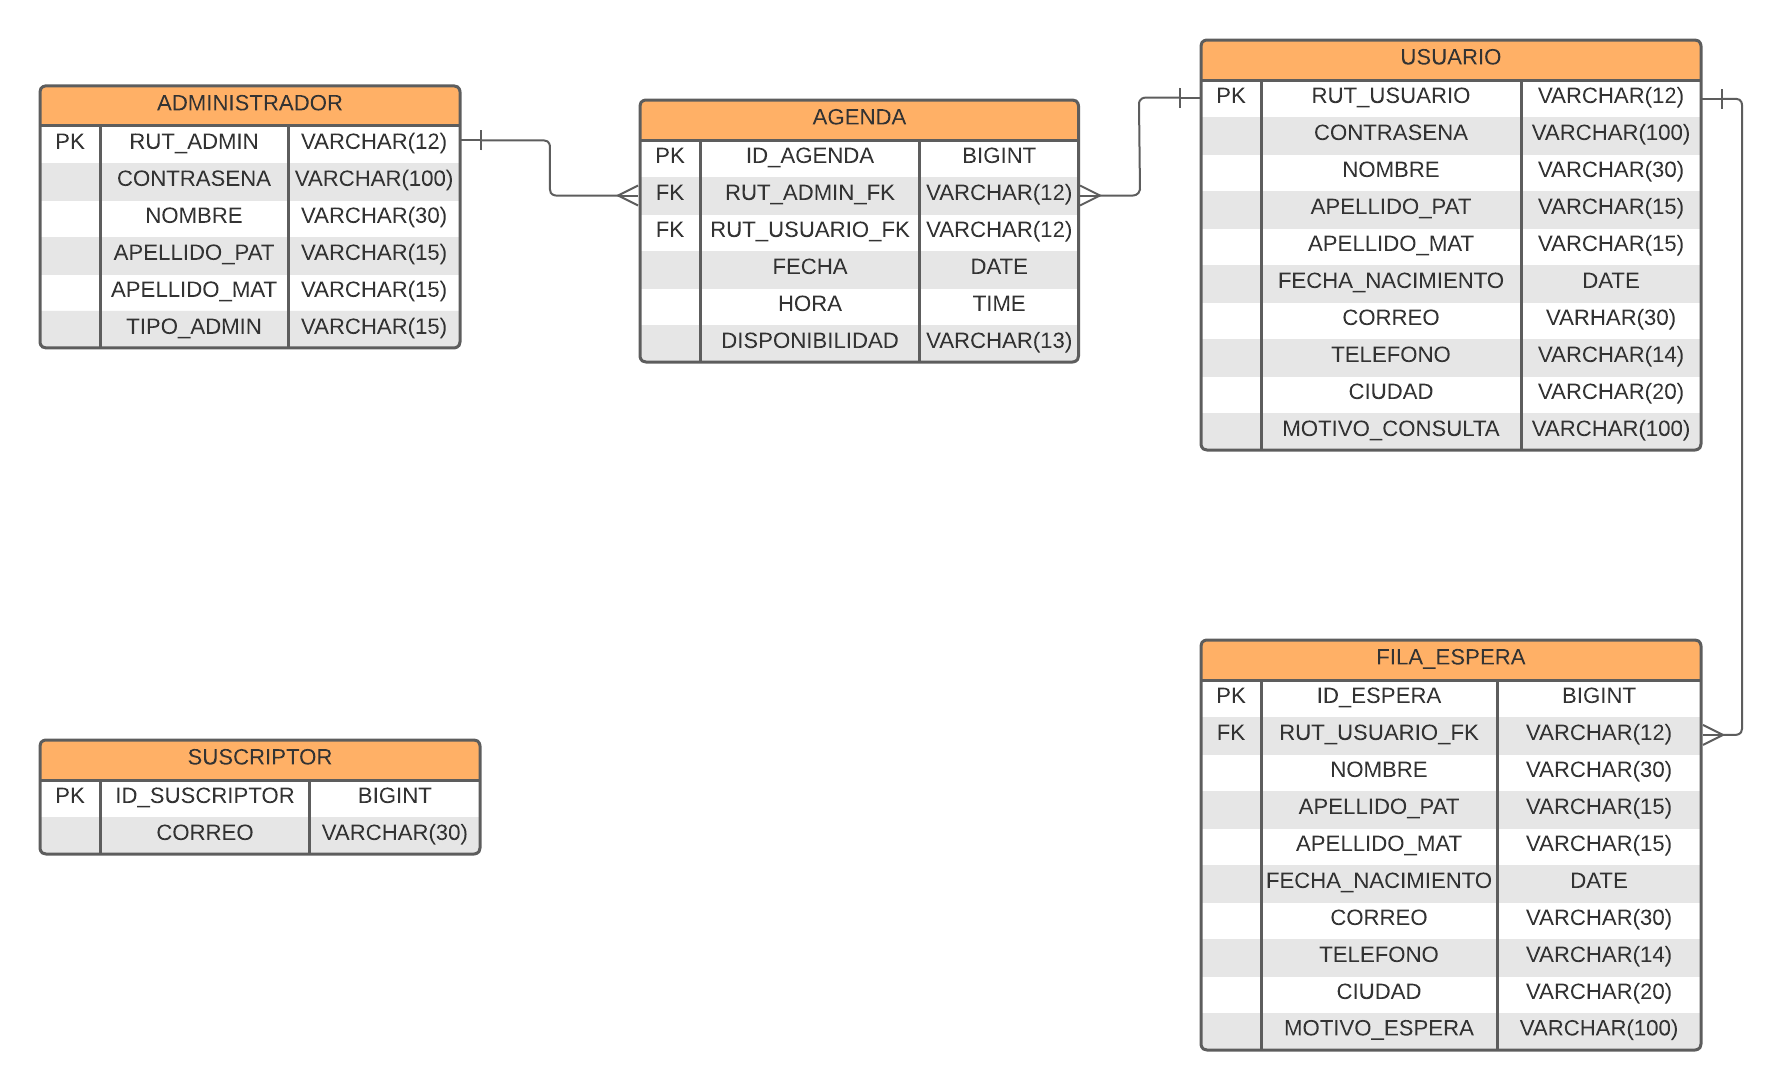 ADMINISTRADOR
PK RUT_ADMIN VARCHAR(12)
CONTRASENA VARCHAR(100)
NOMBRE VARCHAR(30)
APELLIDO_PAT VARCHAR(15)
APELLIDO_MAT VARCHAR(15)
TIPO_ADMIN VARCHAR(15)
AGENDA
PK ID_AGENDA BIGINT
FK RUT_ADMIN_FK VARCHAR(12)
FK RUT_USUARIO_FK VARCHAR(12)
FECHA DATE
HORA TIME
DISPONIBILIDAD VARCHAR(13)
USUARIO
PK RUT_USUARIO VARCHAR(12)
CONTRASENA VARCHAR(100)
NOMBRE VARCHAR(30)
APELLIDO_PAT VARCHAR(15)
APELLIDO_MAT VARCHAR(15)
FECHA_NACIMIENTO DATE
CORREO VARHAR(30)
TELEFONO VARCHAR(14)
CIUDAD VARCHAR(20)
MOTIVO_CONSULTA VARCHAR(100)
SUSCRIPTOR
PK ID_SUSCRIPTOR BIGINT
CORREO VARCHAR(30)
FILA_ESPERA
PK ID_ESPERA BIGINT
FK RUT_USUARIO_FK VARCHAR(12)
NOMBRE VARCHAR(30)
APELLIDO_PAT VARCHAR(15)
APELLIDO_MAT VARCHAR(15)
FECHA_NACIMIENTO DATE
CORREO VARCHAR(30)
TELEFONO VARCHAR(14)
CIUDAD VARCHAR(20)
MOTIVO_ESPERA VARCHAR(100)